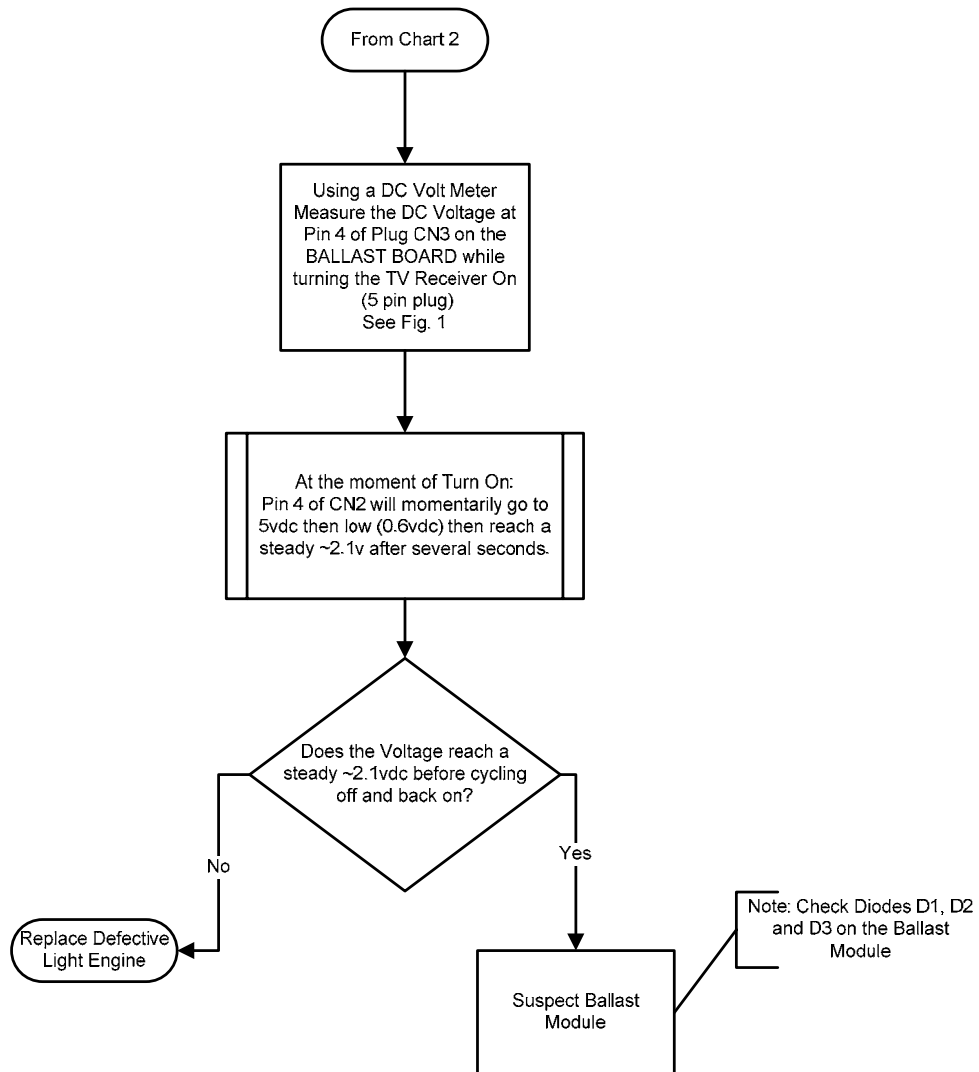 From Chart 2
Using a DC Volt Meter
Measure the DC Voltage at
Pin 4 of Plug CN3 on the
BALLAST BOARD while
turning the TV Receiver On
(5 pin plug)
See Fig. 1
At the moment of Turn On:
Pin 4 of CN2 will momentarily go to
5vdc then low (0.6vdc) then reach a
steady ~2.1v after several seconds.
Does the Voltage reach a
steady ~2.1vdc before cycling
off and back on?
No
Yes
Replace Defective
Light Engine
Note: Check Diodes D1, D2
and D3 on the Ballast
Module
Suspect Ballast
Module